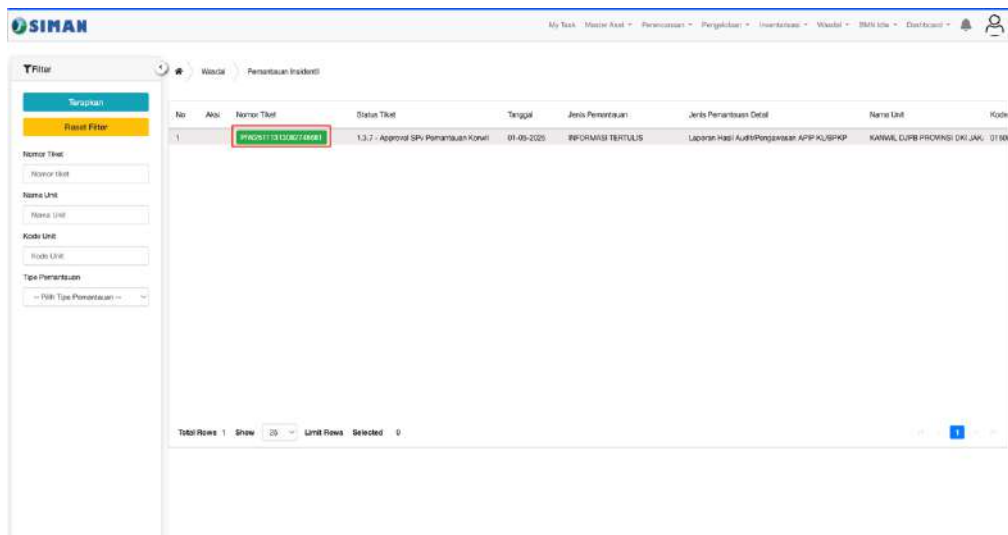 SIMAN
My Task Master Aset Perencanaan Pengelolaan Inventarisasi Wasdal BMN Idle Dashboard
Filter
Wasdal Pemantauan Insidentil
Terapkan
Reset Filter
No Aksi Nomor Tiket Status Tiket Tanggal Jenis Pemantauan Jenis Pemantauan Detail Nama Unit Kode
1 1.3.7 - Approval SPV Pemantauan Korwil 01-05-2025 INFORMASI TERTULIS Laporan Hasil Audit/Pengawasan APIP KL/BPKP KANWIL DJPB PROVINSI DKI JAK
Nomor Tiket
Nomor tiket
Nama Unit
Nama Unit
Kode Unit
Kode Unit
Tipe Pemantauan
-- Pilih Tipe Pemantauan --
Total Rows 1 Show 25 Limit Rows Selected 0
1